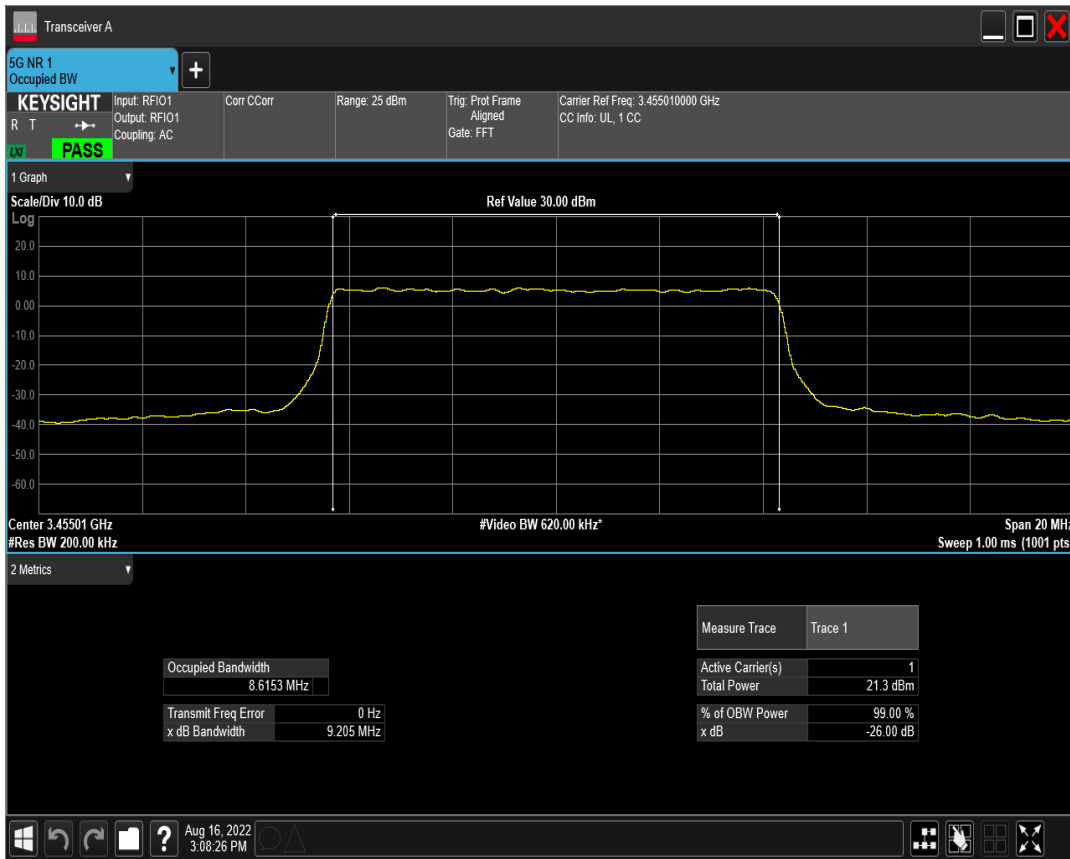 Transceiver A
5G NR 1
Occupied BW
+
KEYSIGHT
R T
LXI
PASS
Input: RFIO1
Output: RFIO1
Coupling: AC
Corr CCorr
Range: 25 dBm
Trig: Prot Frame
Aligned
Gate: FFT
Carrier Ref Freq: 3.455010000 GHz
CC Info: UL, 1 CC
1 Graph
Scale/Div 10.0 dB
Ref Value 30.00 dBm
Log
20.0
10.0
0.00
-10.0
-20.0
-30.0
-40.0
-50.0
-60.0
Center 3.45501 GHz
#Video BW 620.00 kHz*
Span 20 MHz
#Res BW 200.00 kHz
Sweep 1.00 ms (1001 pts
2 Metrics
Measure Trace Trace 1
Occupied Bandwidth
8.6153 MHz
Active Carrier(s) 1
Total Power 21.3 dBm
Transmit Freq Error 0 Hz
x dB Bandwidth 9.205 MHz
% of OBW Power 99.00 %
x dB -26.00 dB
?
Aug 16, 2022
3:08:26 PM